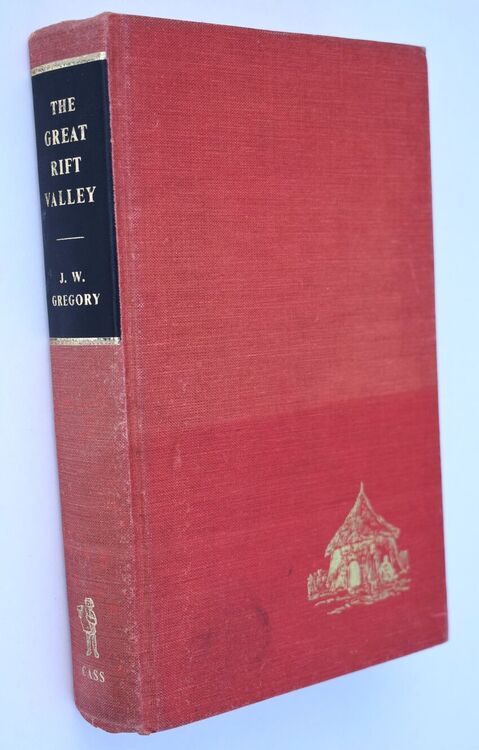 THE
GREAT
RIFT
VALLEY
J. W.
GREGORY
CASS